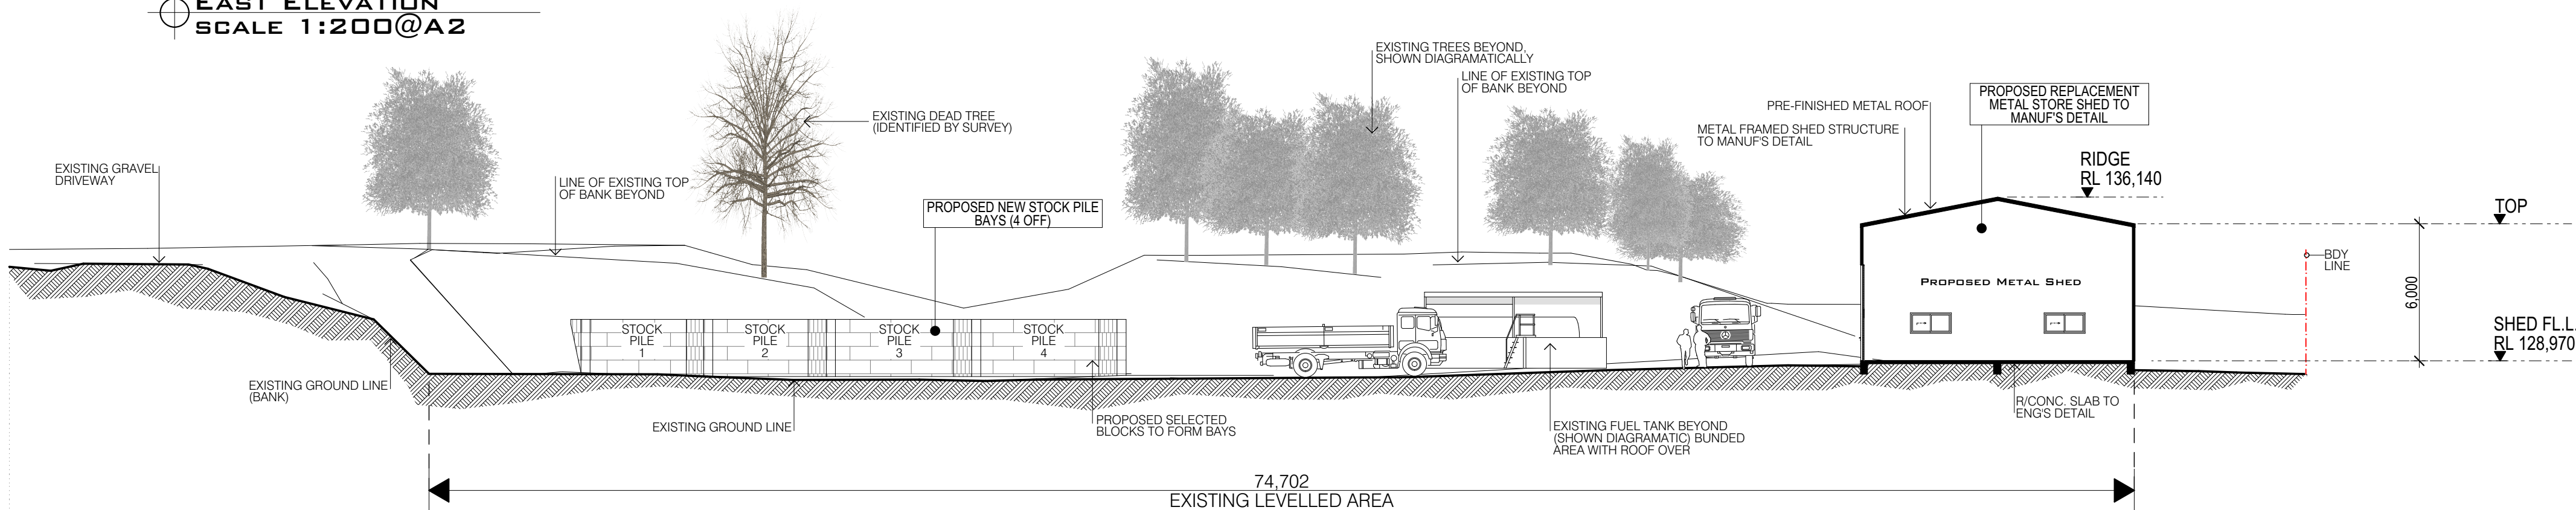 EAST ELEVATION
SCALE 1:200@A2
EXISTING TREES BEYOND,
SHOWN DIAGRAMATICALLY
LINE OF EXISTING TOP
OF BANK BEYOND
PROPOSED REPLACEMENT
METAL STORE SHED TO
MANUF'S DETAIL
PRE-FINISHED METAL ROOF
METAL FRAMED SHED STRUCTURE
TO MANUF'S DETAIL
EXISTING DEAD TREE
(IDENTIFIED BY SURVEY)
EXISTING GRAVEL
DRIVEWAY
LINE OF EXISTING TOP
OF BANK BEYOND
PROPOSED NEW STOCK PILE
BAYS (4 OFF)
RIDGE
RL 136,140
TOP
BDY
LINE
PROPOSED METAL SHED
6,000
SHED FL.L.
RL 128,970
STOCK
PILE
1
STOCK
PILE
2
STOCK
PILE
3
STOCK
PILE
4
EXISTING GROUND LINE
(BANK)
EXISTING GROUND LINE
PROPOSED SELECTED
BLOCKS TO FORM BAYS
EXISTING FUEL TANK BEYOND
(SHOWN DIAGRAMATIC) BUNDED
AREA WITH ROOF OVER
R/CONC. SLAB TO
ENG'S DETAIL
74,702
EXISTING LEVELLED AREA